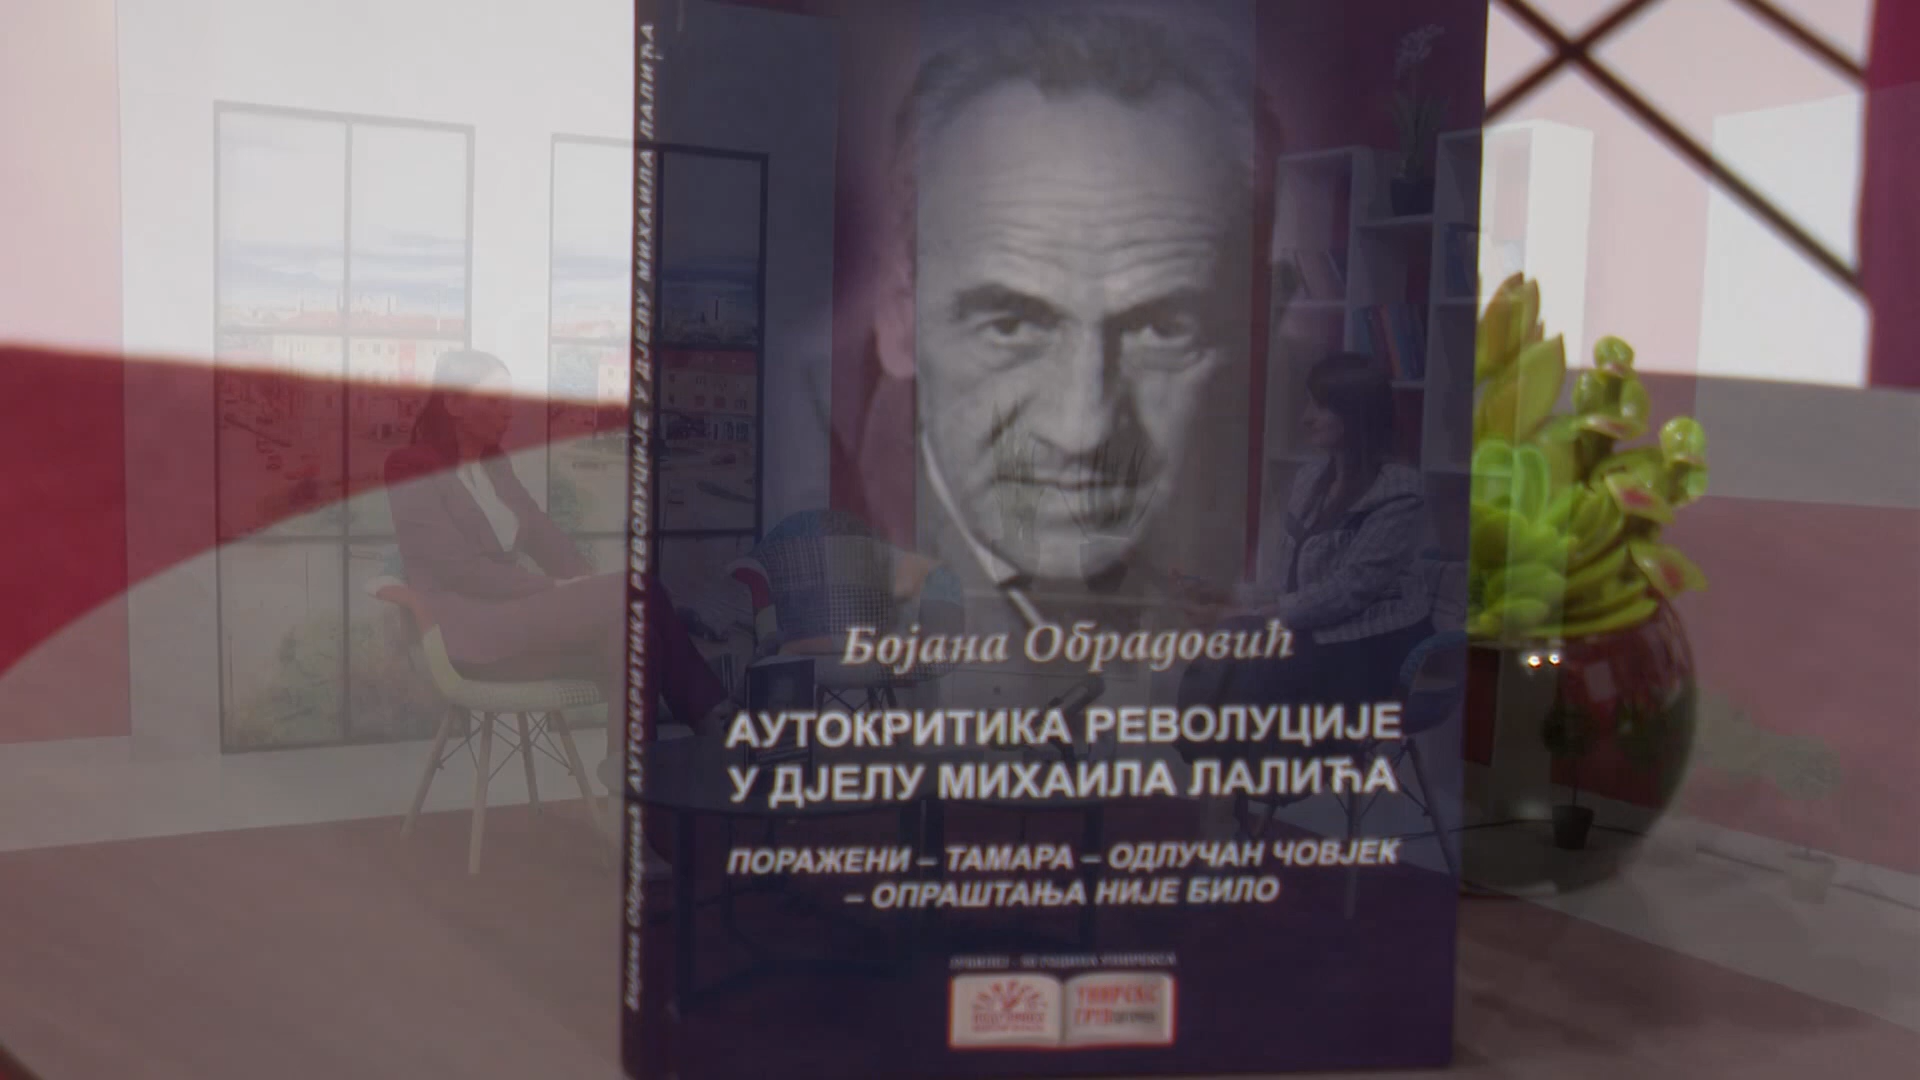 Бојана Обрадовић АУТОКРИТИКА РЕВОЛУЦИЈЕ У ДЈЕЛУ МИХАИЛА ЛАЛИЋА
Бојана Обрадовић
АУТОКРИТИКА РЕВОЛУЦИЈЕ
У ДЈЕЛУ МИХАИЛА ЛАЛИЋА
ПОРАЖЕНИ – ТАМАРА – ОДЛУЧАН ЧОВЈЕК
– ОПРАШТАЊА НИЈЕ БИЛО
УНИРЕКС